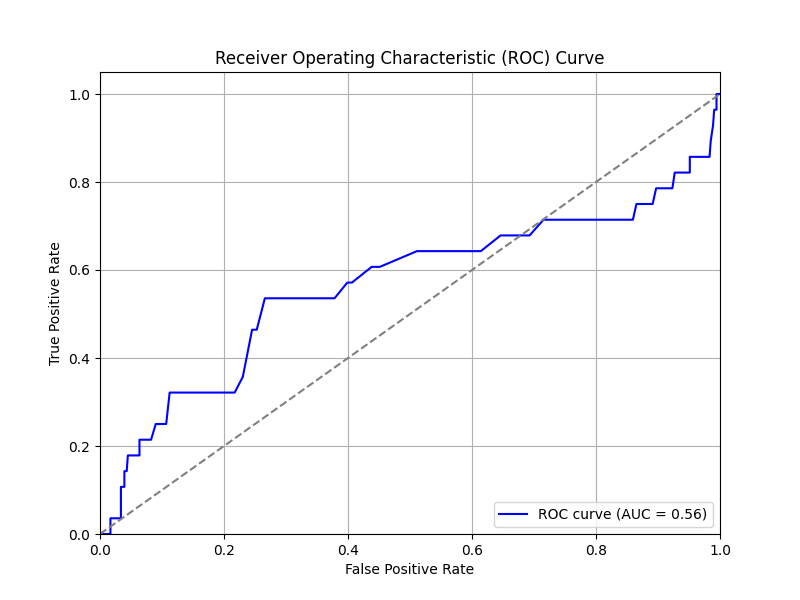 Receiver Operating Characteristic (ROC) Curve
True Positive Rate
1.0
0.8
0.6
0.4
0.2
0.0
0.0 0.2 0.4 0.6 0.8 1.0
False Positive Rate
ROC curve (AUC = 0.56)